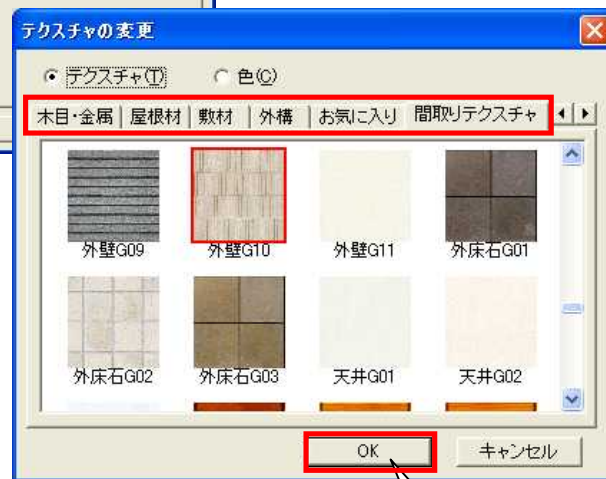 テクスチャの変更
テクスチャ(T) 色(C)
木目・金属 屋根材 敷材 外構 お気に入り 間取りテクスチャ
外壁G09 外壁G10 外壁G11 外床石G01
外床石G02 外床石G03 天井G01 天井G02
OK キャンセル